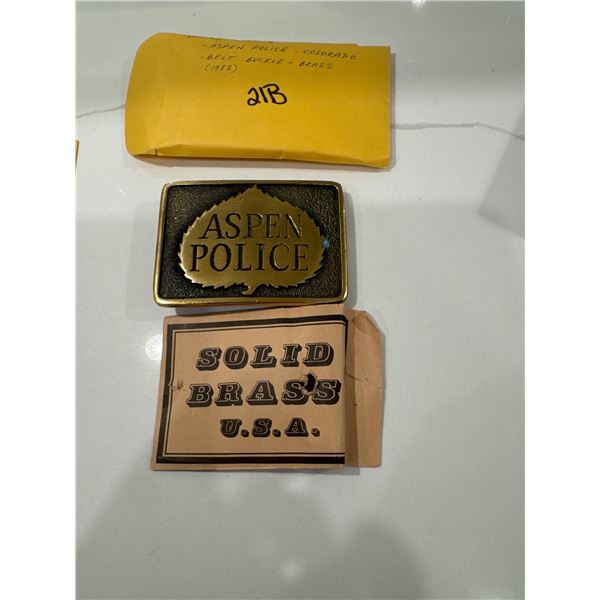 - ASPEN POLICE - COLORADO
- BELT BUCKLE - BRASS
(1983)
21B
ASPEN
POLICE
SOLID
BRASS
U.S.A.